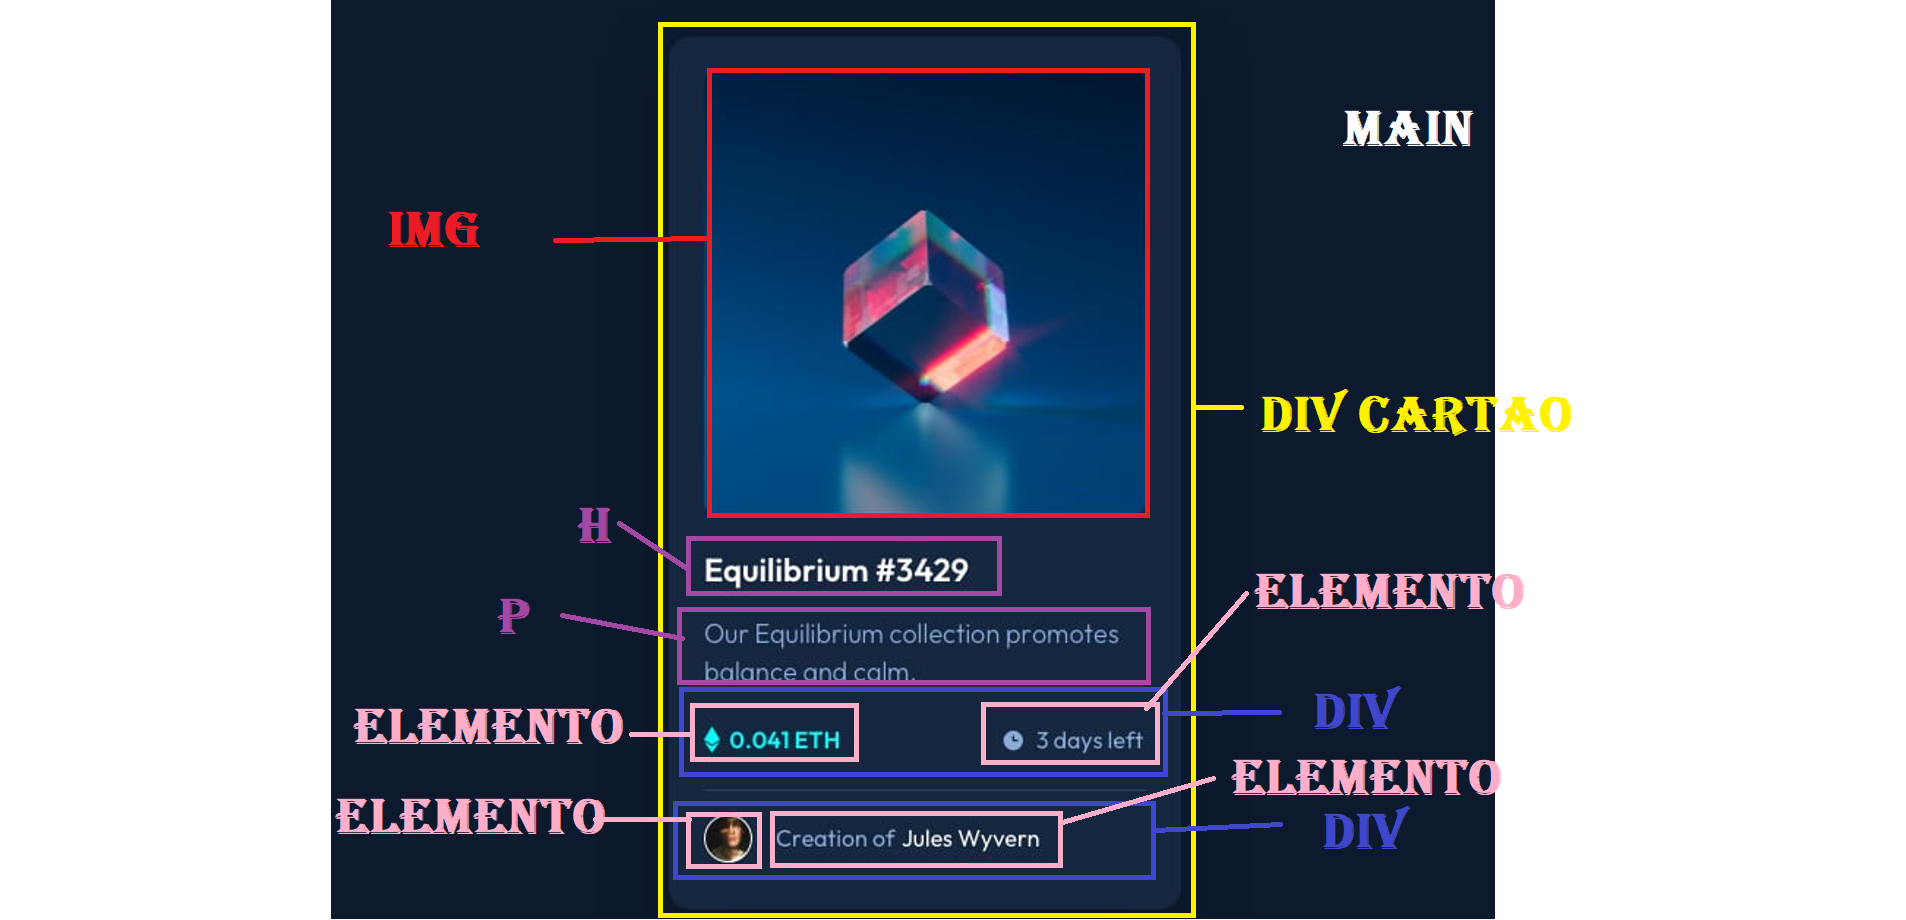 MAIN
IMG
DIV CARTAO
H
Equilibrium #3429
P
Our Equilibrium collection promotes
balance and calm.
ELEMENTO
ELEMENTO
0.041 ETH
3 days left
DIV
ELEMENTO
ELEMENTO
Creation of Jules Wyvern
DIV